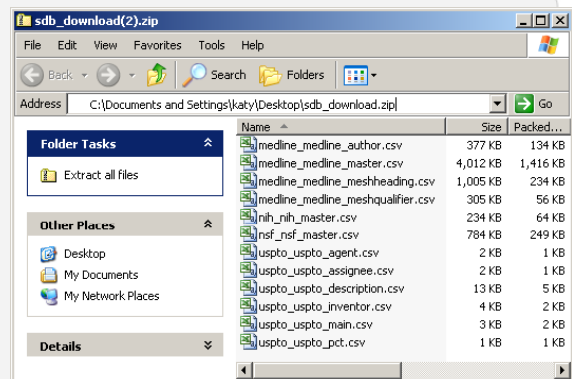 sdb_download(2).zip
File Edit View Favorites Tools Help
Back Search Folders
Address C:\Documents and Settings\katy\Desktop\sdb_download.zip Go
Folder Tasks
Extract all files
Other Places
Desktop
My Documents
My Network Places
Details
Name Size Packed...
medline_medline_author.csv 377 KB 134 KB
medline_medline_master.csv 4,012 KB 1,416 KB
medline_medline_meshheading.csv 1,005 KB 234 KB
medline_medline_meshqualifier.csv 305 KB 56 KB
nih_nih_master.csv 234 KB 64 KB
nsf_nsf_master.csv 784 KB 249 KB
uspto_uspto_agent.csv 2 KB 1 KB
uspto_uspto_assignee.csv 2 KB 1 KB
uspto_uspto_description.csv 13 KB 5 KB
uspto_uspto_inventor.csv 4 KB 2 KB
uspto_uspto_main.csv 3 KB 2 KB
uspto_uspto_pct.csv 1 KB 1 KB